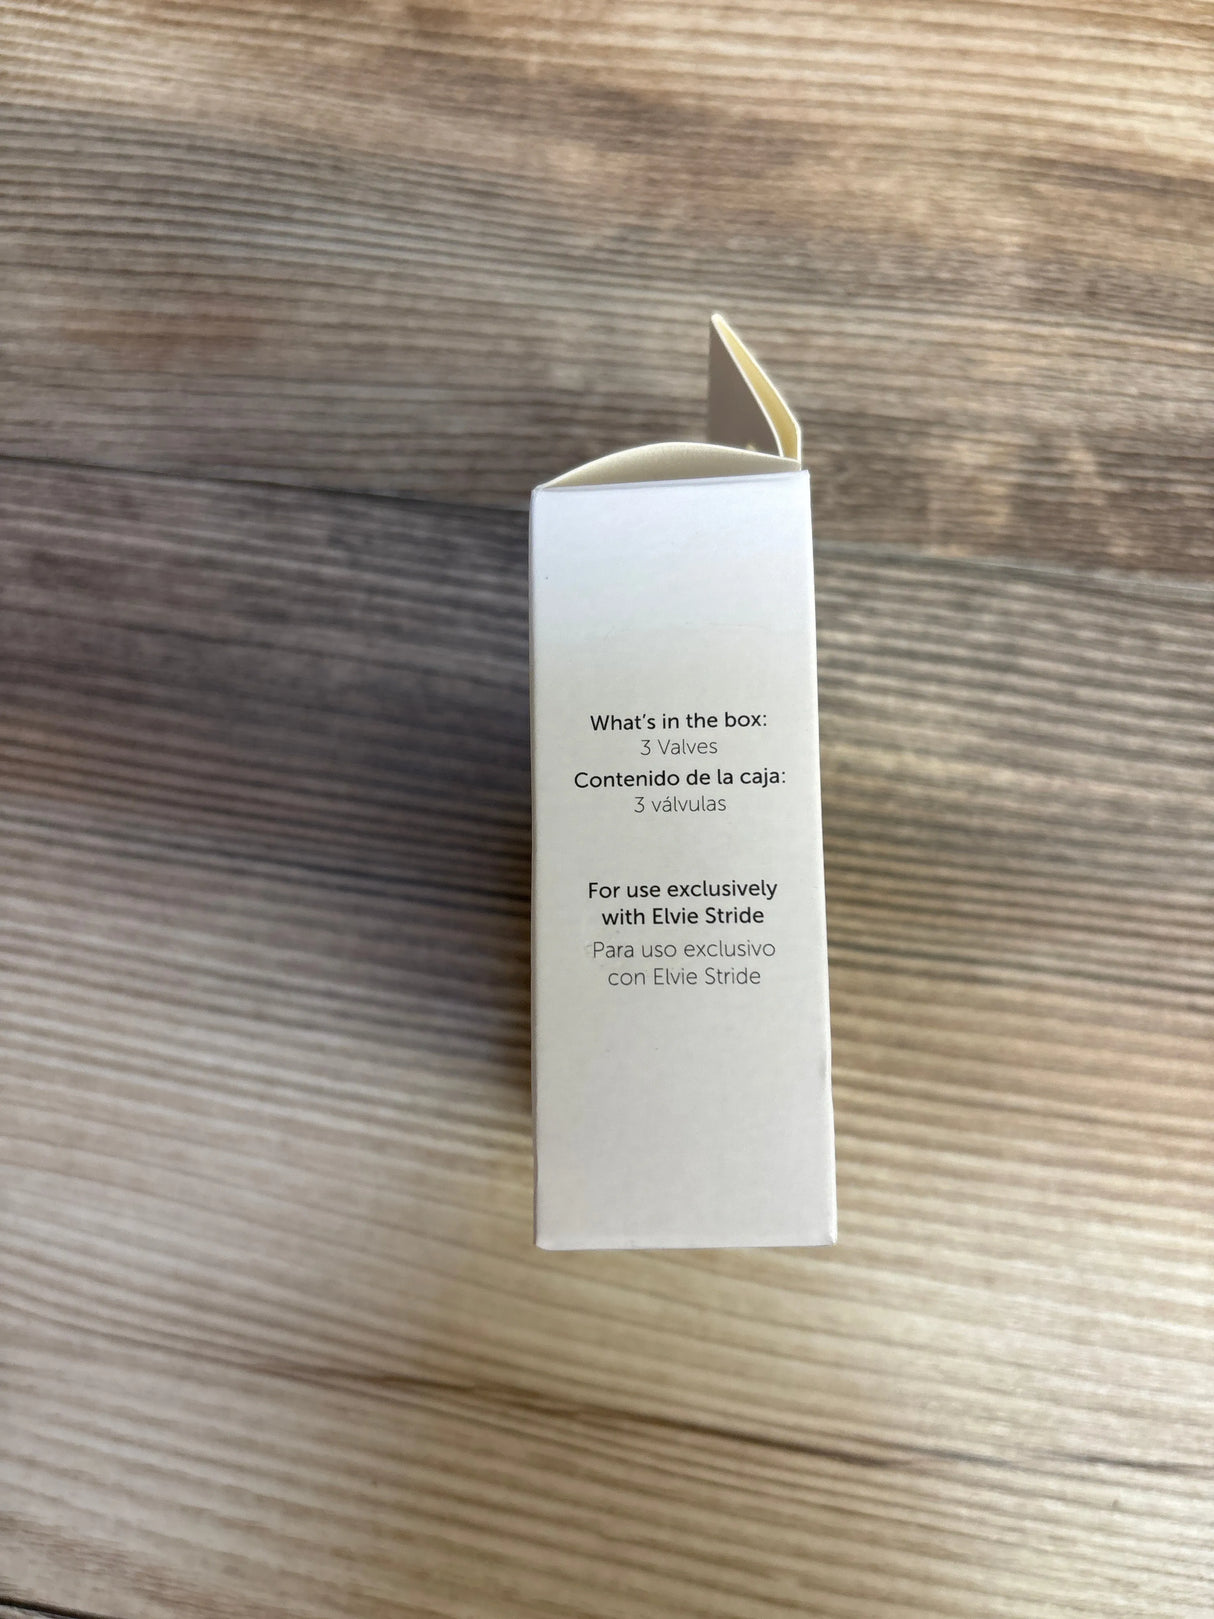 What's in the box:
3 Valves
Contenido de la caja:
3 válvulas
For use exclusively
with Elvie Stride
Para uso exclusivo
con Elvie Stride